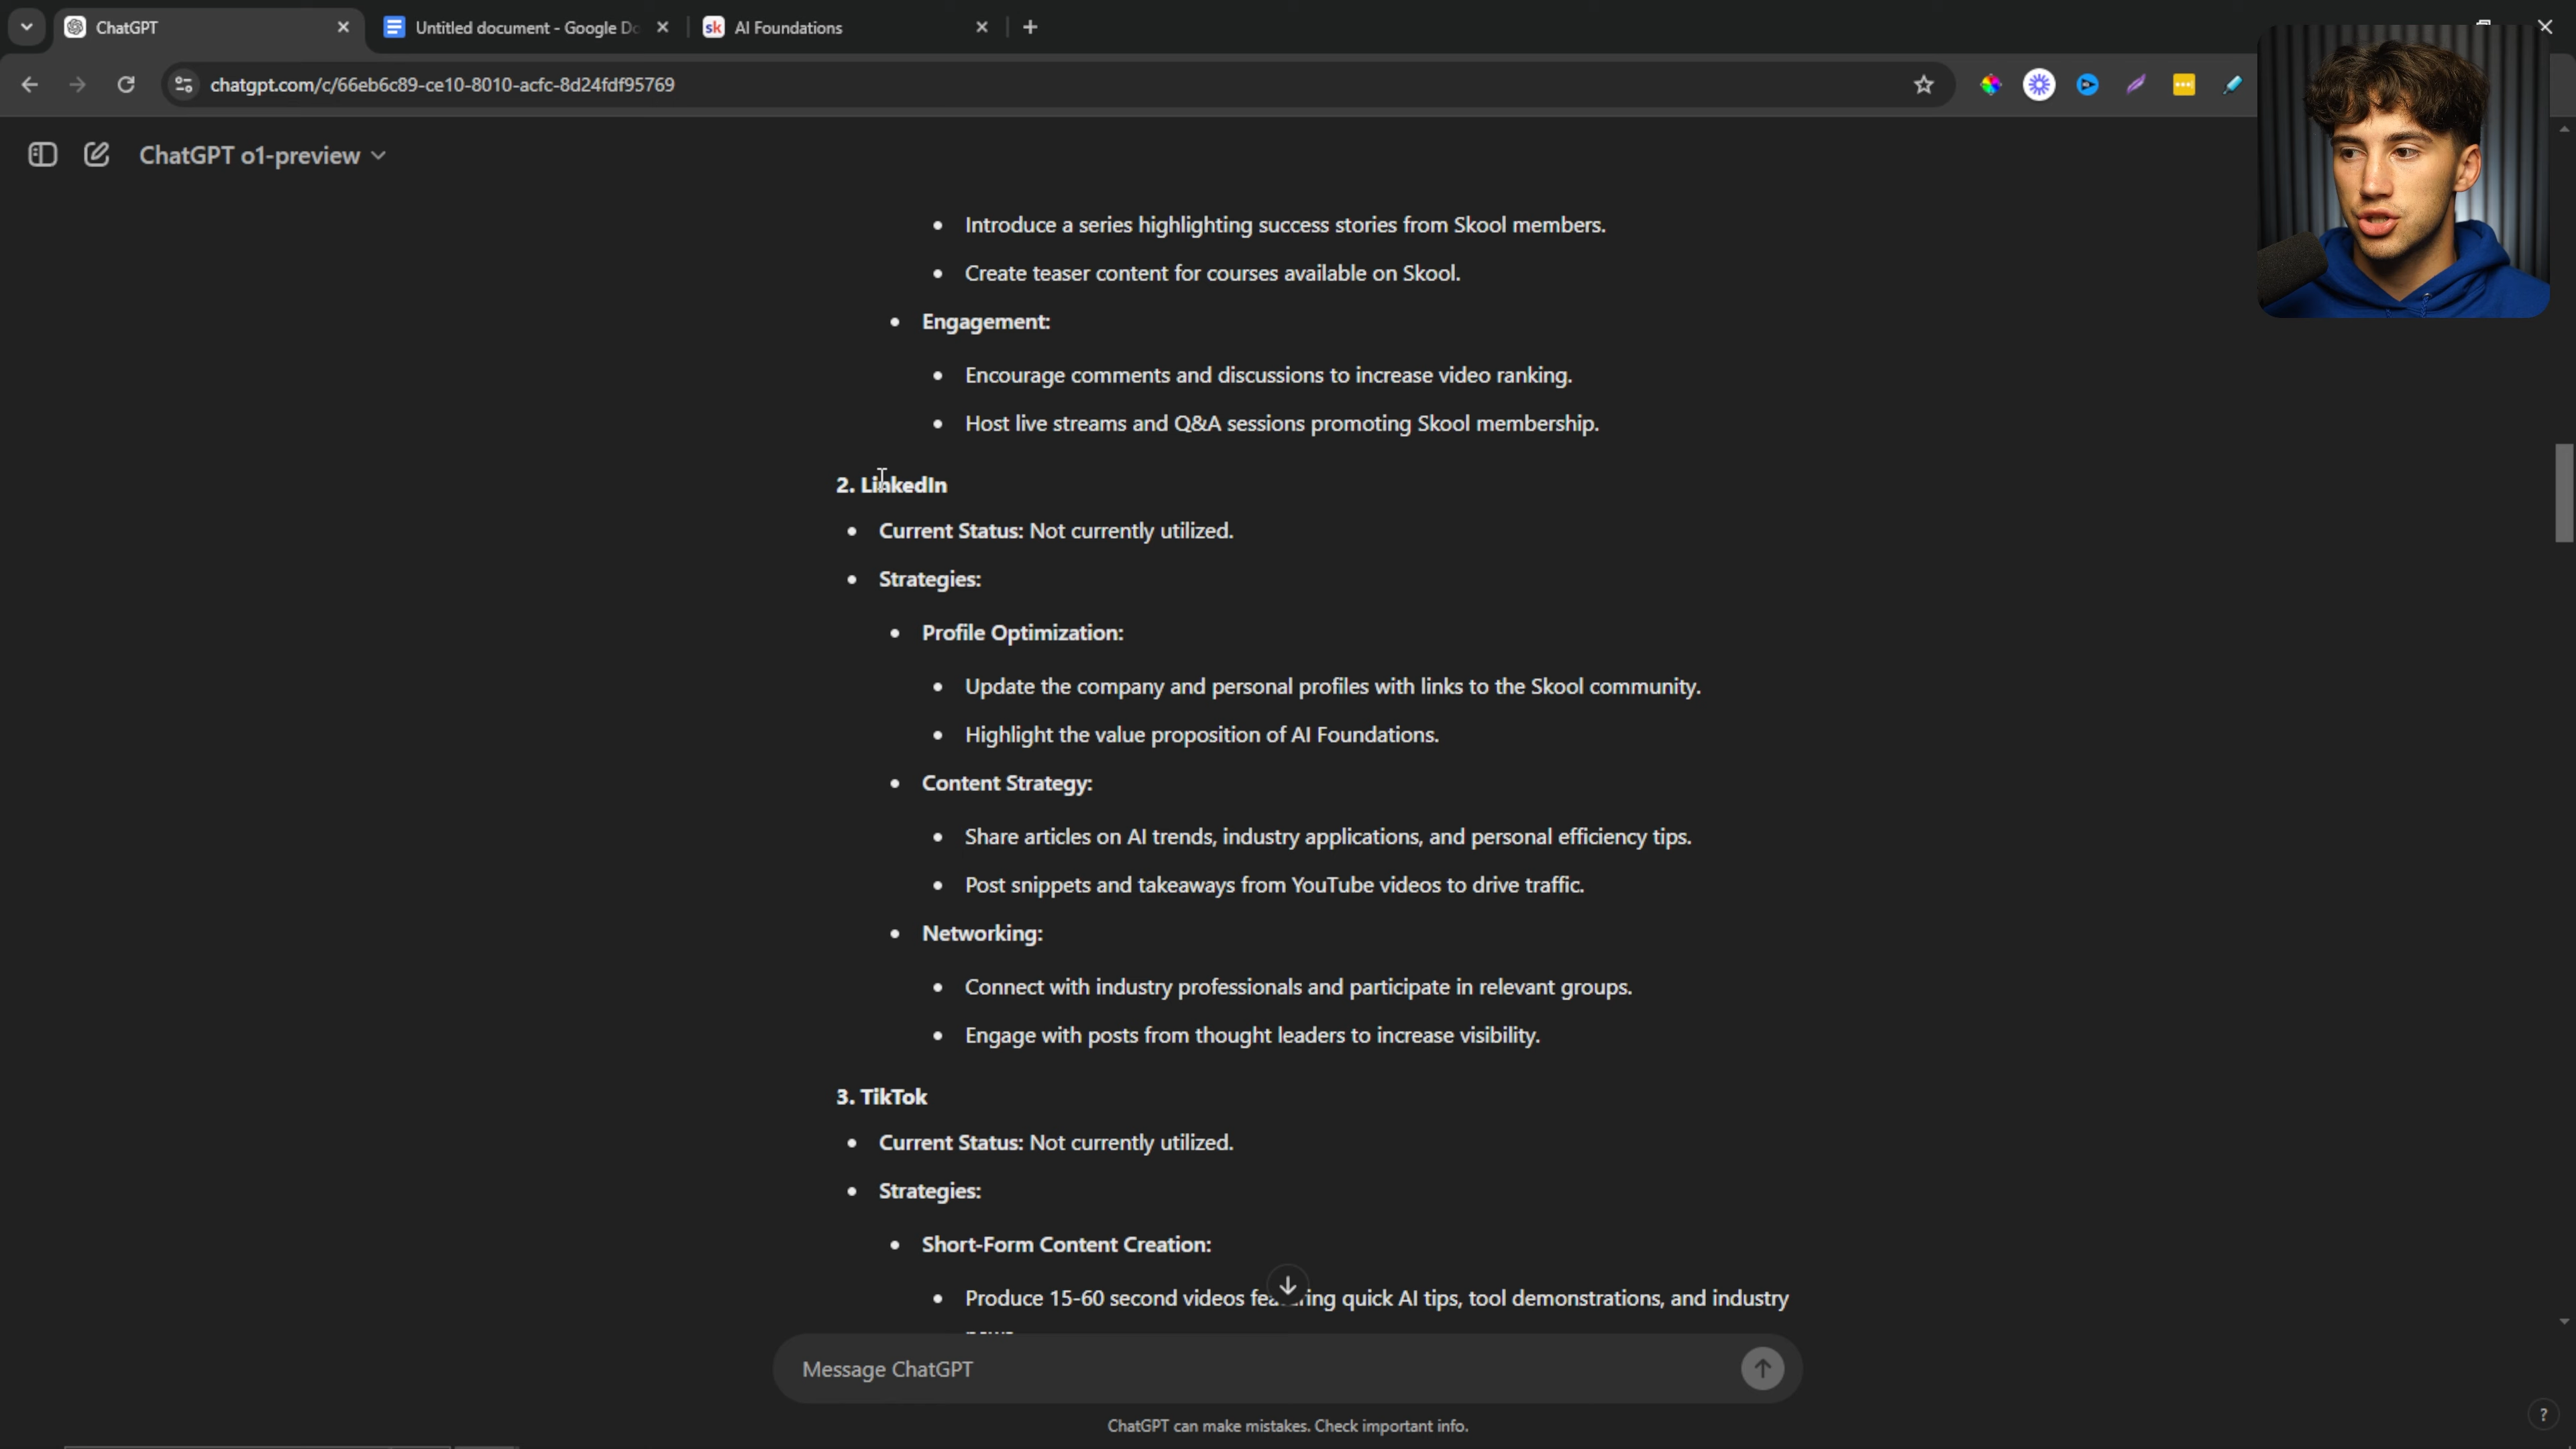 ChatGPT
Untitled document - Google Do
sk
AI Foundations
chatgpt.com/c/66eb6c89-ce10-8010-acfc-8d24fdf95769
ChatGPT o1-preview
• Introduce a series highlighting success stories from Skool members.
• Create teaser content for courses available on Skool.
• Engagement:
• Encourage comments and discussions to increase video ranking.
• Host live streams and Q&A sessions promoting Skool membership.
2. LinkedIn
• Current Status: Not currently utilized.
• Strategies:
• Profile Optimization:
• Update the company and personal profiles with links to the Skool community.
• Highlight the value proposition of AI Foundations.
• Content Strategy:
• Share articles on AI trends, industry applications, and personal efficiency tips.
• Post snippets and takeaways from YouTube videos to drive traffic.
• Networking:
• Connect with industry professionals and participate in relevant groups.
• Engage with posts from thought leaders to increase visibility.
3. TikTok
• Current Status: Not currently utilized.
• Strategies:
• Short-Form Content Creation:
• Produce 15-60 second videos featuring quick AI tips, tool demonstrations, and industry
Message ChatGPT
ChatGPT can make mistakes. Check important info.
?